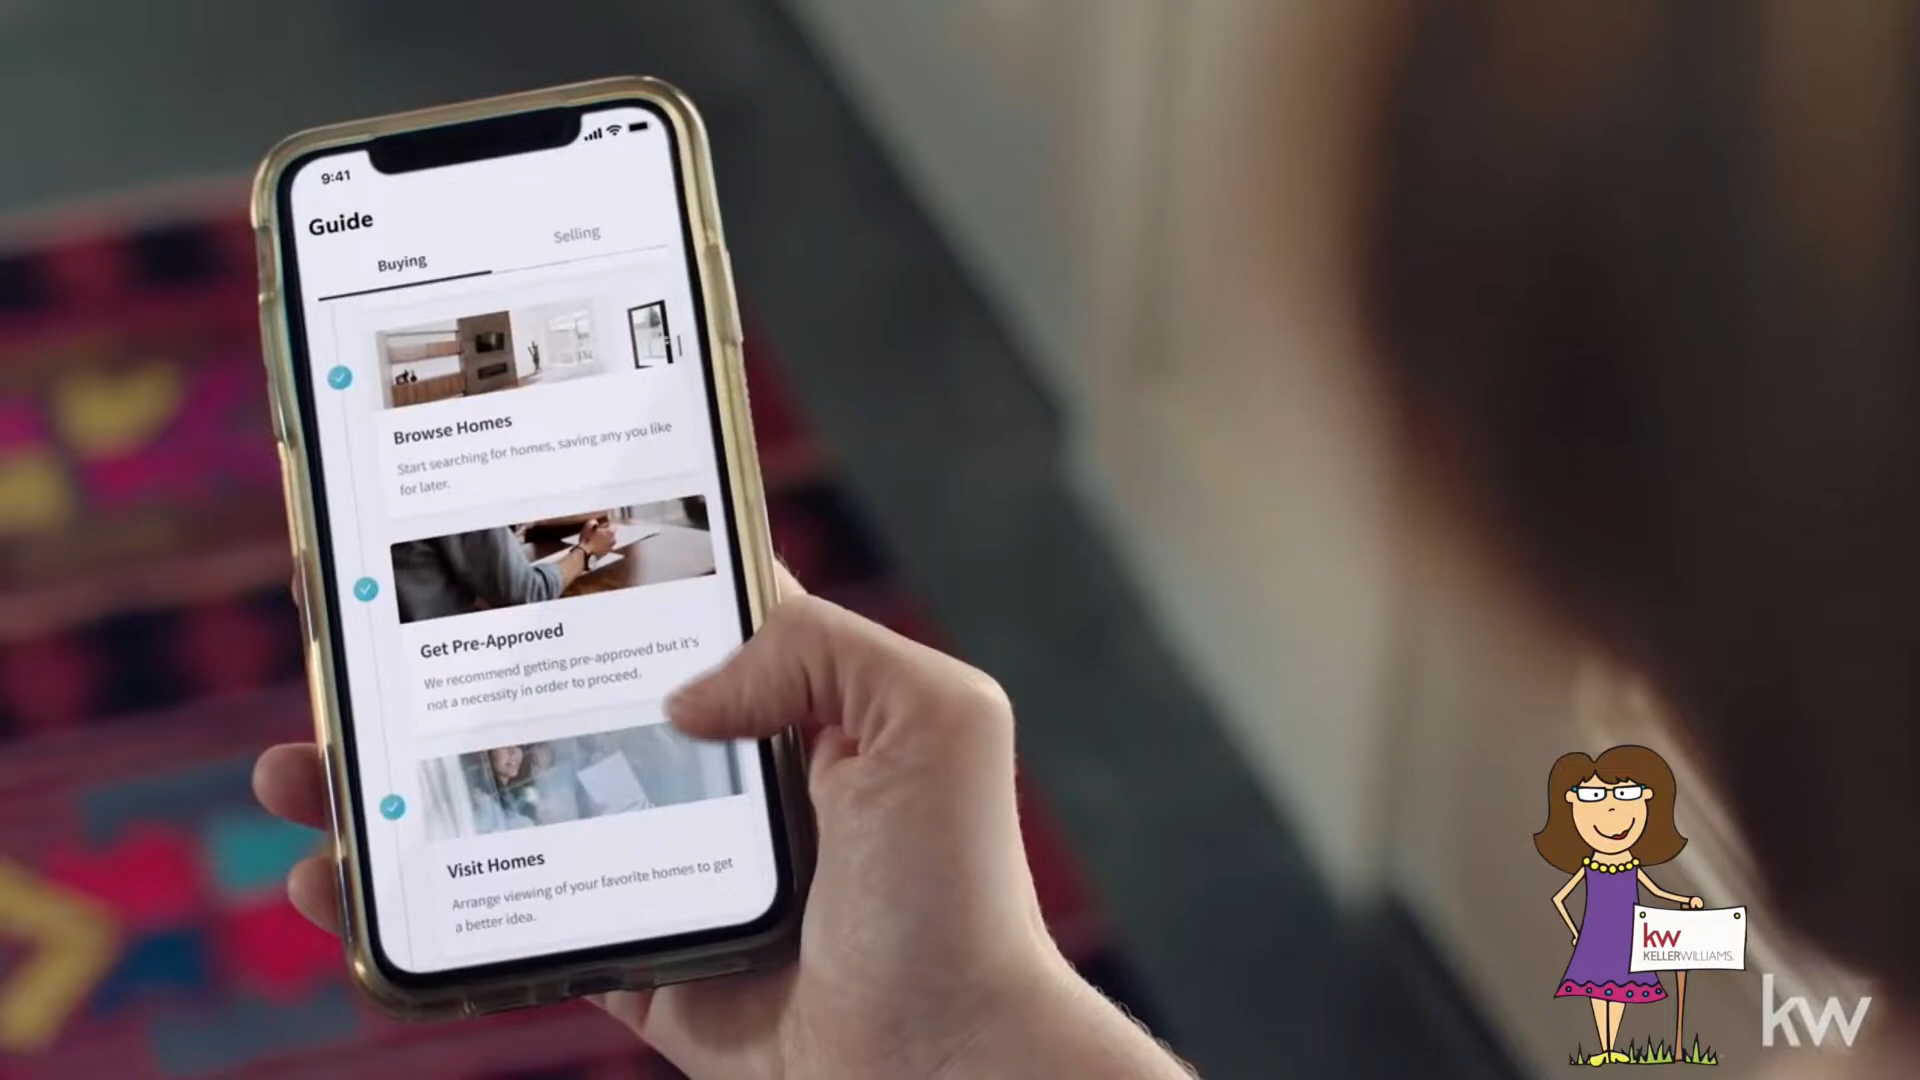 9:41
Guide
Buying
Selling
Browse Homes
Start searching for homes, saving any you like
for later.
Get Pre-Approved
We recommend getting pre-approved but it's
not a necessity in order to proceed.
Visit Homes
Arrange viewing of your favorite homes to get
a better idea.
kw
KELLERWILLIAMS.
kw